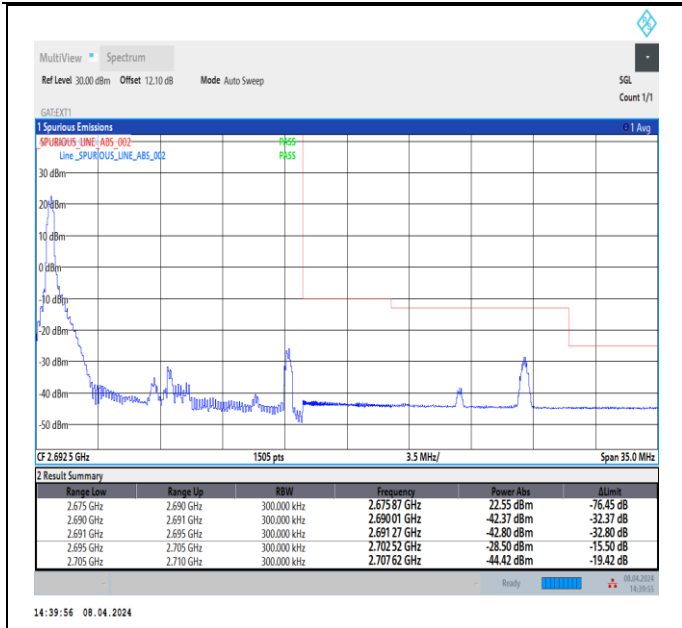 MultiView Spectrum
Ref Level 30.00 dBm Offset 12.10 dB Mode Auto Sweep SGL
Count 1/1
GAT:EXT1
1 Spurious Emissions 1 Avg
_SPURIOUS_LINE_ABS_002 PASS
Line _SPURIOUS_LINE_ABS_002 PASS
30 dBm
20 dBm
10 dBm
0 dBm
-10 dBm
-20 dBm
-30 dBm
-40 dBm
-50 dBm
CF 2.692 5 GHz 1505 pts 3.5 MHz/ Span 35.0 MHz
2 Result Summary
Range Low Range Up RBW Frequency Power Abs ΔLimit
2.675 GHz 2.690 GHz 300.000 kHz 2.675 87 GHz 22.55 dBm -76.45 dB
2.690 GHz 2.691 GHz 300.000 kHz 2.690 01 GHz -42.37 dBm -32.37 dB
2.691 GHz 2.695 GHz 300.000 kHz 2.691 27 GHz -42.80 dBm -32.80 dB
2.695 GHz 2.705 GHz 300.000 kHz 2.702 52 GHz -28.50 dBm -15.50 dB
2.705 GHz 2.710 GHz 300.000 kHz 2.707 62 GHz -44.42 dBm -19.42 dB
Ready 08.04.2024
14:39:55
14:39:56 08.04.2024